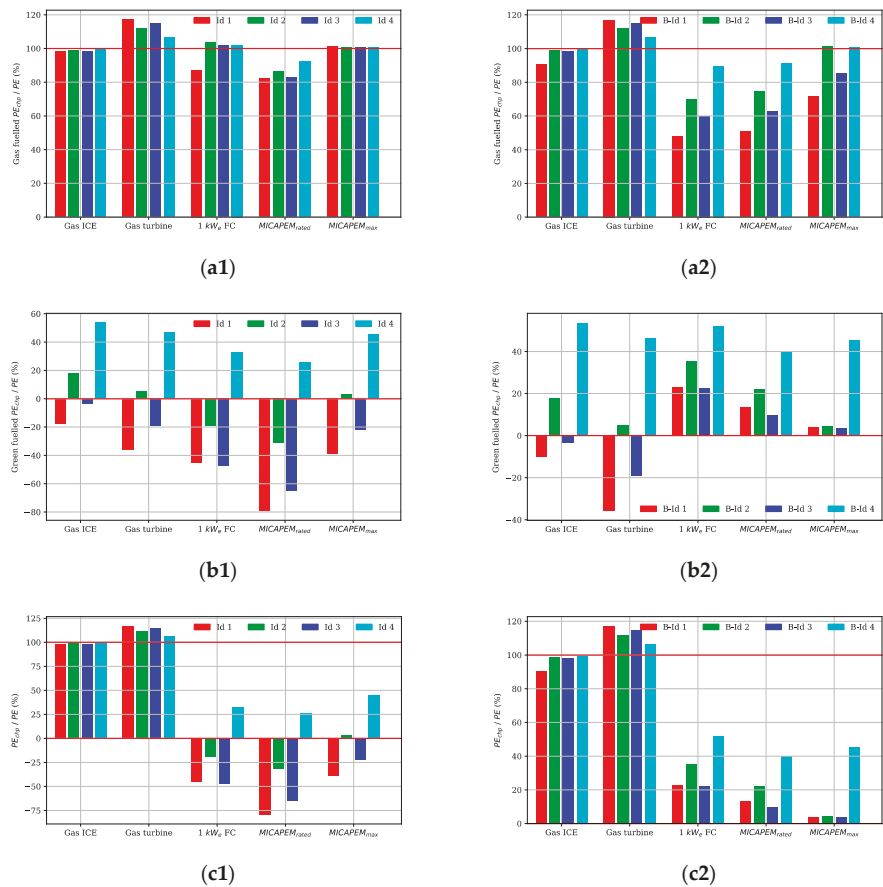 Gas fuelled PEchp / PE (%)
120
100
80
60
40
20
0
Id 1 Id 2 Id 3 Id 4
Gas ICE Gas turbine 1 kWe FC MICAPEMrated MICAPEMmax
(a1)
Gas fuelled PEchp / PE (%)
120
100
80
60
40
20
0
B-Id 1 B-Id 2 B-Id 3 B-Id 4
Gas ICE Gas turbine 1 kWe FC MICAPEMrated MICAPEMmax
(a2)
Green fuelled PEchp / PE (%)
60
40
20
0
−20
−40
−60
−80
Id 1 Id 2 Id 3 Id 4
Gas ICE Gas turbine 1 kWe FC MICAPEMrated MICAPEMmax
(b1)
Green fuelled PEchp / PE (%)
40
20
0
−20
−40
B-Id 1 B-Id 2 B-Id 3 B-Id 4
Gas ICE Gas turbine 1 kWe FC MICAPEMrated MICAPEMmax
(b2)
PEchp / PE (%)
125
100
75
50
25
0
−25
−50
−75
Id 1 Id 2 Id 3 Id 4
Gas ICE Gas turbine 1 kWe FC MICAPEMrated MICAPEMmax
(c1)
PEchp / PE (%)
120
100
80
60
40
20
0
B-Id 1 B-Id 2 B-Id 3 B-Id 4
Gas ICE Gas turbine 1 kWe FC MICAPEMrated MICAPEMmax
(c2)